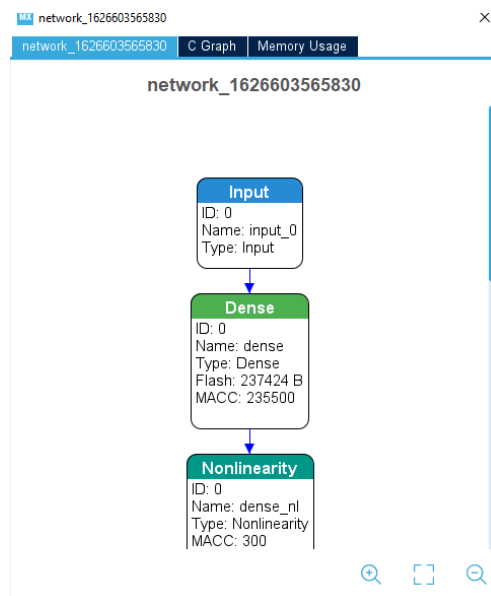 MX network_1626603565830
network_1626603565830 C Graph Memory Usage
network_1626603565830
Input
ID: 0
Name: input_0
Type: Input
Dense
ID: 0
Name: dense
Type: Dense
Flash: 237424 B
MACC: 235500
Nonlinearity
ID: 0
Name: dense_nl
Type: Nonlinearity
MACC: 300